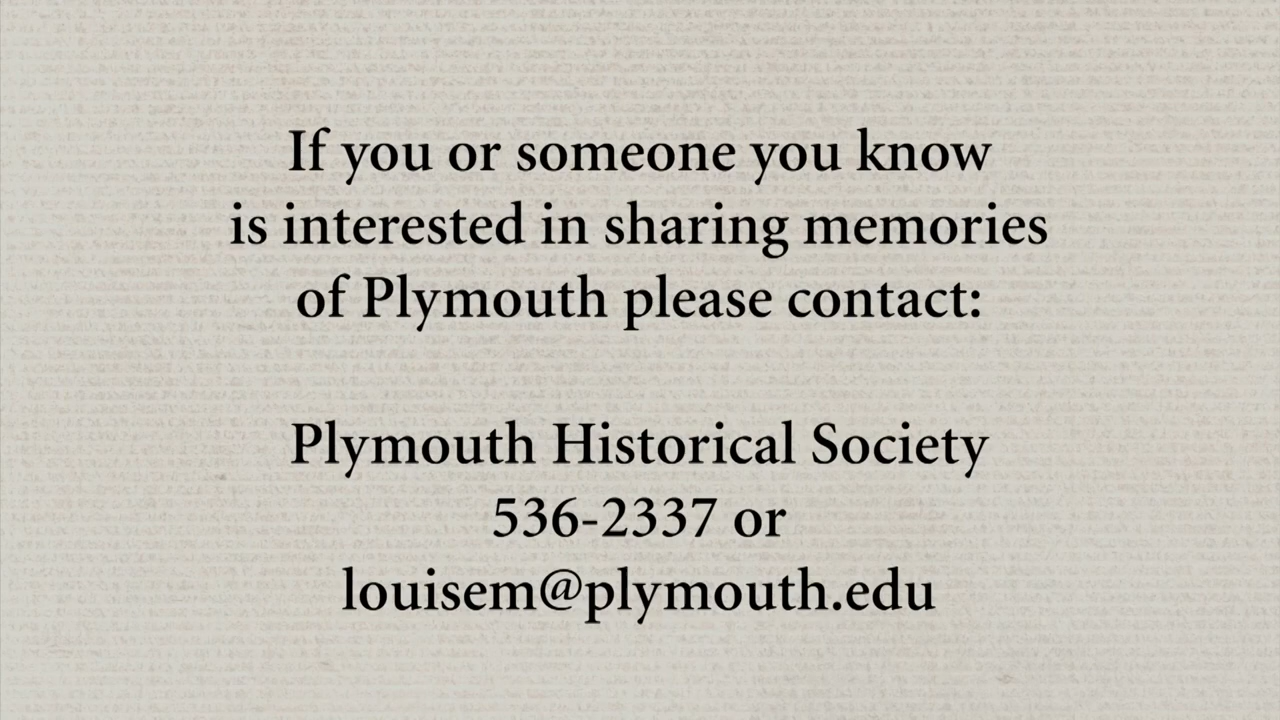 If you or someone you know
is interested in sharing memories
of Plymouth please contact:
Plymouth Historical Society
536-2337 or
louisem@plymouth.edu